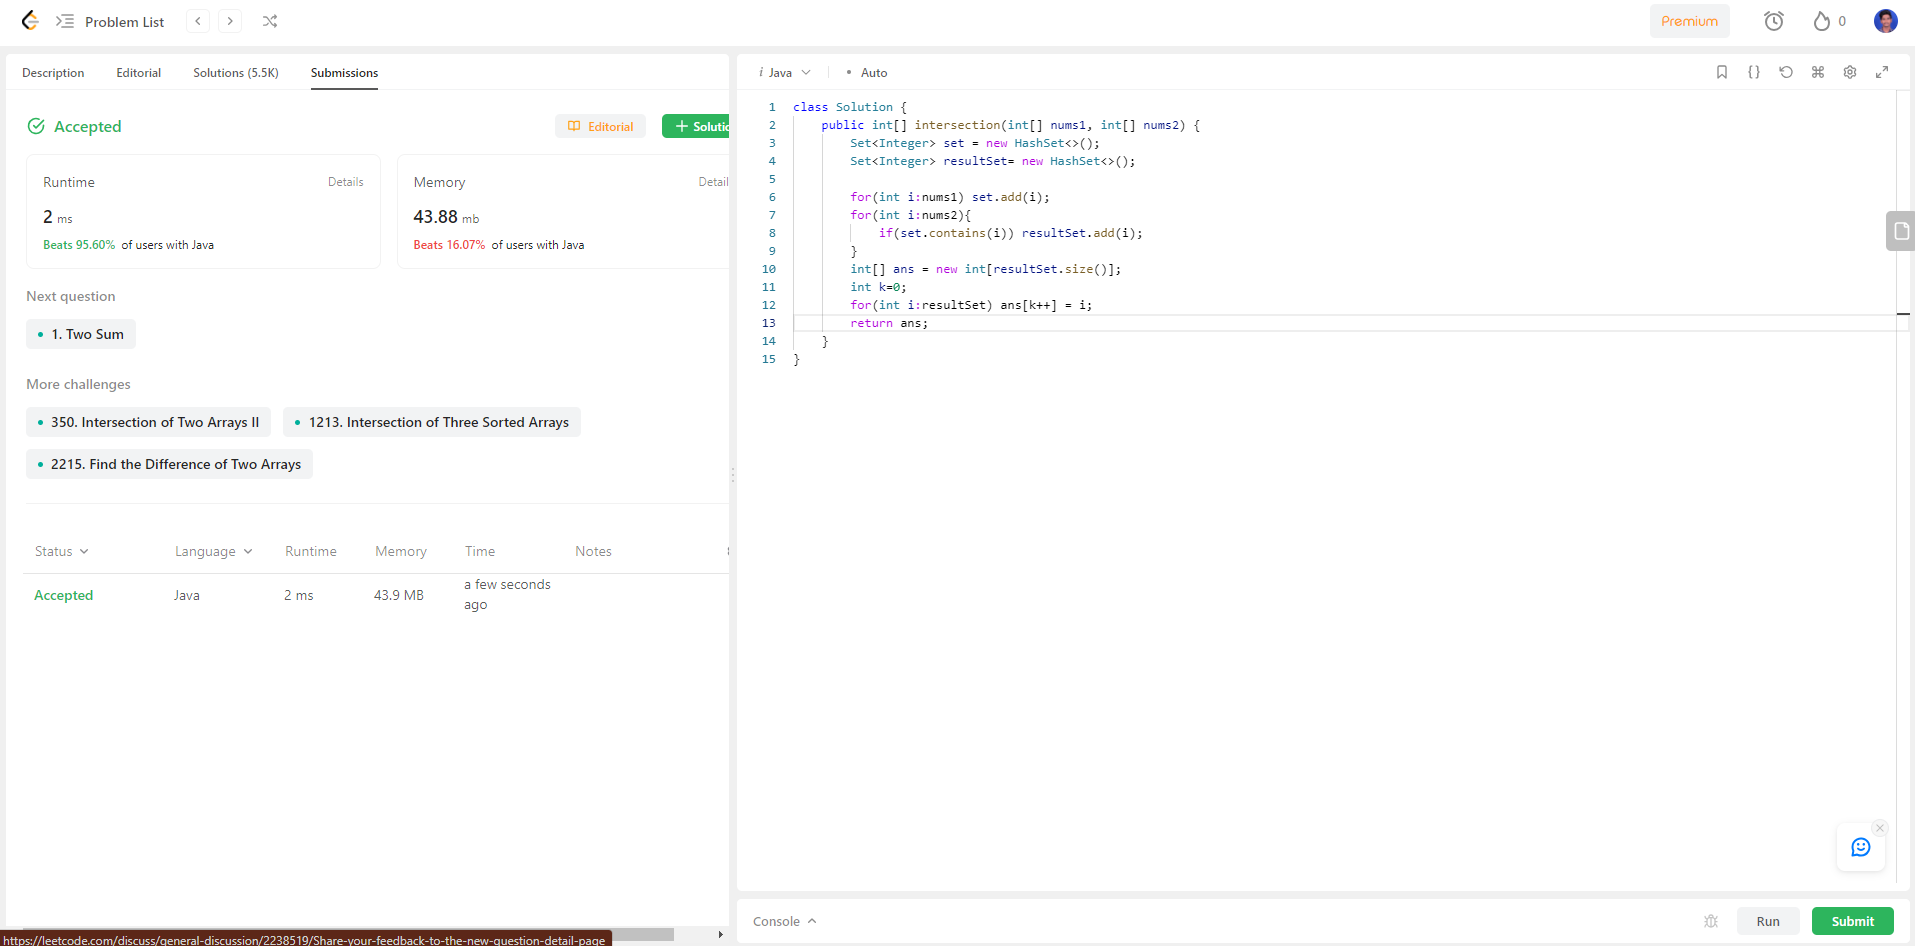 Problem List
Premium
0
Description Editorial Solutions (5.5K) Submissions
Accepted
Editorial
Solutio
Runtime Details
2 ms
Beats 95.60% of users with Java
Memory Detail
43.88 mb
Beats 16.07% of users with Java
Next question
1. Two Sum
More challenges
350. Intersection of Two Arrays II
1213. Intersection of Three Sorted Arrays
2215. Find the Difference of Two Arrays
Status Language Runtime Memory Time Notes
Accepted Java 2 ms 43.9 MB a few seconds
ago
https://leetcode.com/discuss/general-discussion/2238519/Share-your-feedback-to-the-new-question-detail-page
i Java • Auto
1 class Solution {
2 public int[] intersection(int[] nums1, int[] nums2) {
3 Set<Integer> set = new HashSet<>();
4 Set<Integer> resultSet= new HashSet<>();
5
6 for(int i:nums1) set.add(i);
7 for(int i:nums2){
8 if(set.contains(i)) resultSet.add(i);
9 }
10 int[] ans = new int[resultSet.size()];
11 int k=0;
12 for(int i:resultSet) ans[k++] = i;
13 return ans;
14 }
15 }
Console
Run
Submit